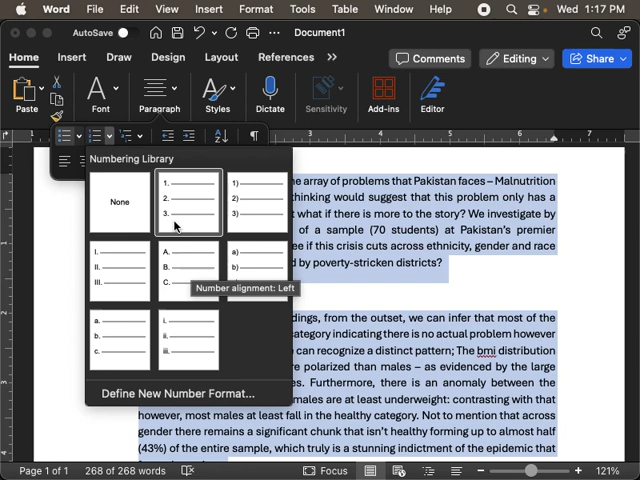 Word File Edit View Insert Format Tools Table Window Help Wed 1:17 PM
AutoSave Document1
Home Insert Draw Design Layout References Comments Editing Share
Paste Font Paragraph Styles Dictate Sensitivity Add-ins Editor
1 3 4 5 6 7
Numbering Library
None 1. 2. 3. 1) 2) 3)
I. II. III. A. B. C. a) b)
Number alignment: Left
a. b. c. i. ii. iii.
Define New Number Format...
e array of problems that Pakistan faces – Malnutrition
hinking would suggest that this problem only has a
what if there is more to the story? We investigate by
of a sample (70 students) at Pakistan's premier
ee if this crisis cuts across ethnicity, gender and race
d by poverty-stricken districts?
dings, from the outset, we can infer that most of the
ategory indicating there is no actual problem however
can recognize a distinct pattern; The bmi distribution
re polarized than males – as evidenced by the large
es. Furthermore, there is an anomaly between the
males are at least underweight: contrasting with that
however, most males at least fall in the healthy category. Not to mention that across
gender there remains a significant chunk that isn't healthy forming up to almost half
(43%) of the entire sample, which truly is a stunning indictment of the epidemic that
Page 1 of 1 268 of 268 words Focus 121%